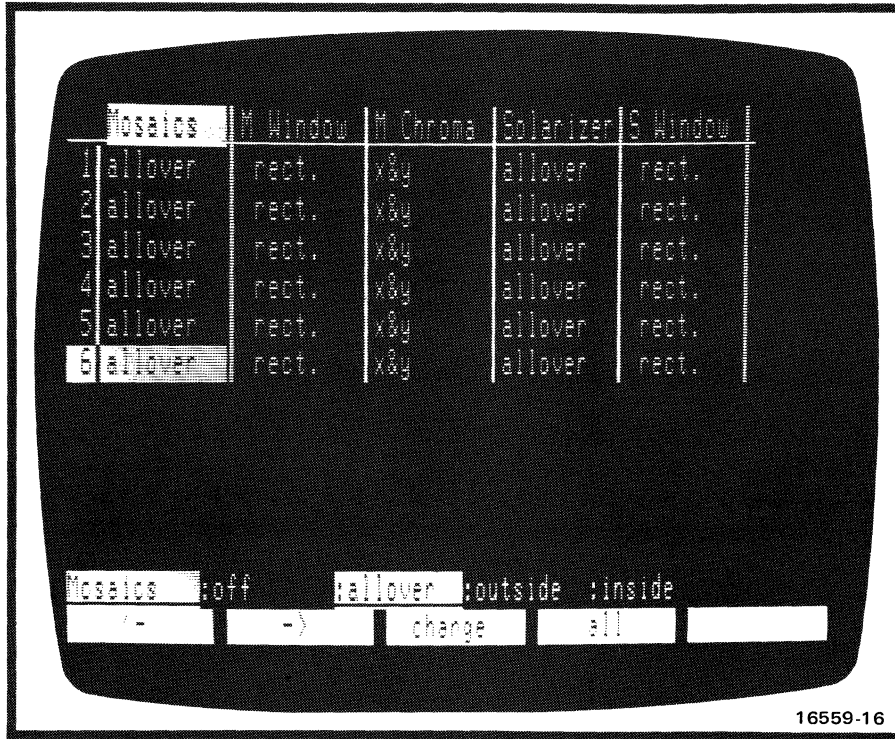 Mosaics M Window M Chroma Solarizer S Window
1 allover rect. x&y allover rect.
2 allover rect. x&y allover rect.
3 allover rect. x&y allover rect.
4 allover rect. x&y allover rect.
5 allover rect. x&y allover rect.
6 allover rect. x&y allover rect.
Mosaics :off :allover :outside :inside
<- -> change all
16559-16